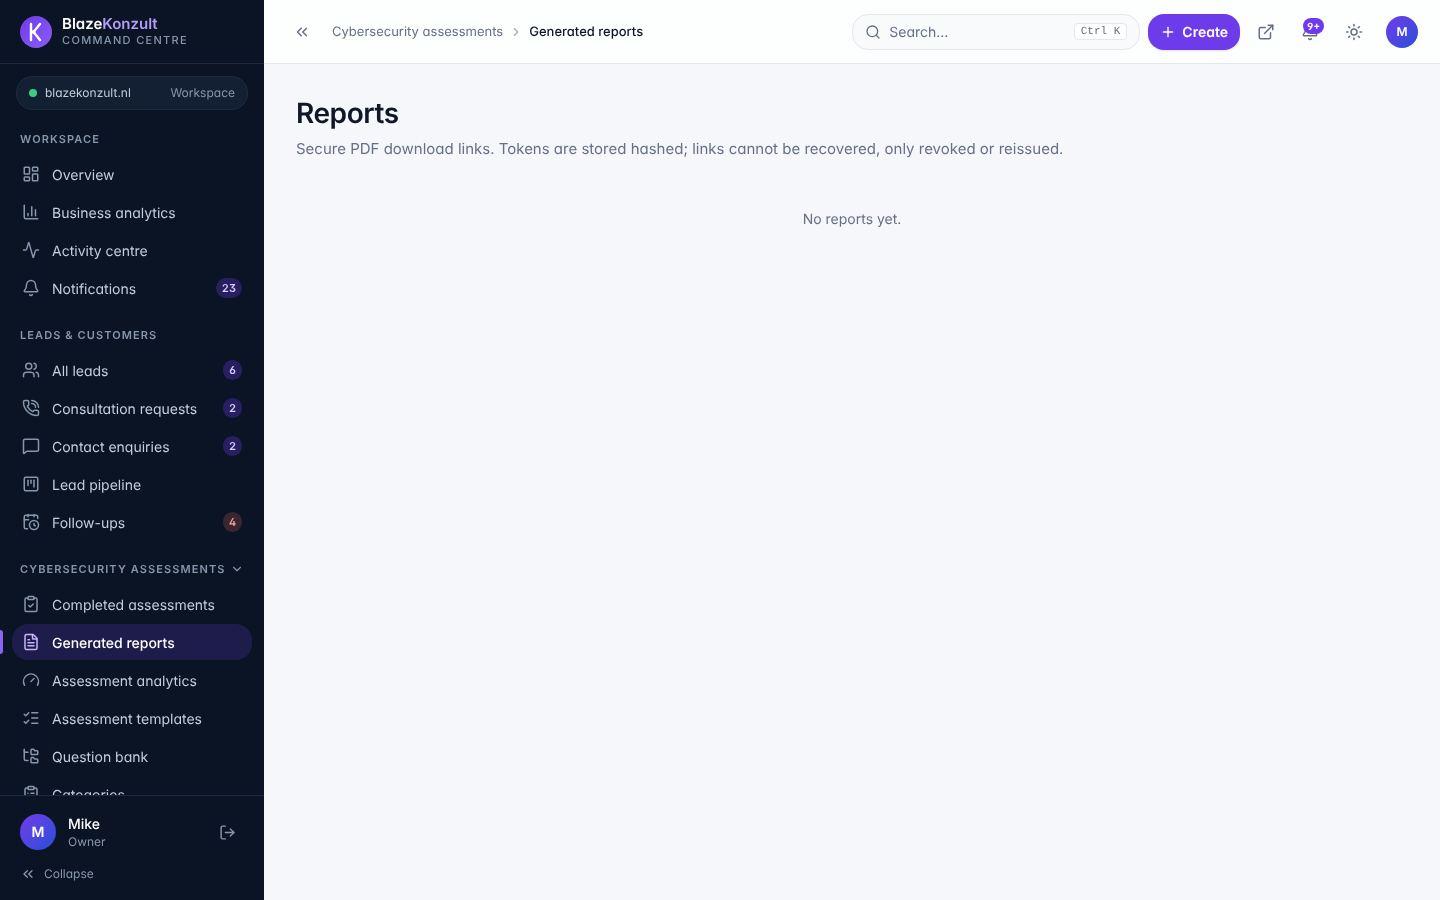 BlazeKonzult
COMMAND CENTRE
Cybersecurity assessments > Generated reports
Search...
Ctrl K
+ Create
9+
M
blazekonzult.nl
Workspace
WORKSPACE
Overview
Business analytics
Activity centre
Notifications 23
LEADS & CUSTOMERS
All leads 6
Consultation requests 2
Contact enquiries 2
Lead pipeline
Follow-ups 4
CYBERSECURITY ASSESSMENTS
Completed assessments
Generated reports
Assessment analytics
Assessment templates
Question bank
Categories
M
Mike
Owner
Collapse
Reports
Secure PDF download links. Tokens are stored hashed; links cannot be recovered, only revoked or reissued.
No reports yet.